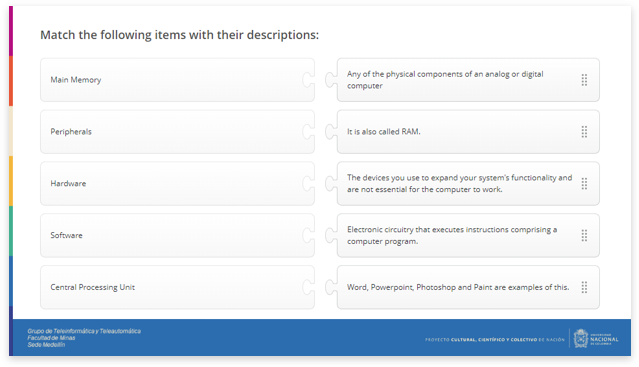 Match the following items with their descriptions:
Main Memory
Any of the physical components of an analog or digital
computer
Peripherals
It is also called RAM.
Hardware
The devices you use to expand your system's functionality and
are not essential for the computer to work.
Software
Electronic circuitry that executes instructions comprising a
computer program.
Central Processing Unit
Word, Powerpoint, Photoshop and Paint are examples of this.
Grupo de Teleinformática y Teleautomática
Facultad de Minas
Sede Medellín
PROYECTO CULTURAL, CIENTÍFICO Y COLECTIVO DE NACIÓN
UNIVERSIDAD
NACIONAL
DE COLOMBIA